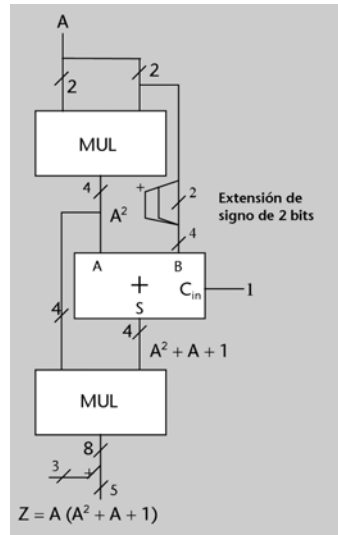 A
2
2
MUL
4
A²
+
2
Extensión de
signo de 2 bits
4
A
B
+
Cin
1
S
4
4
A² + A + 1
MUL
8
3
+
5
Z = A (A² + A + 1)